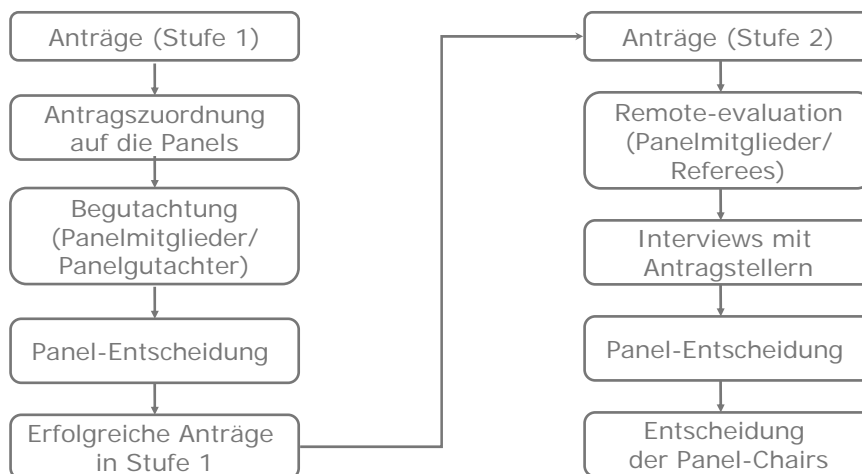 Anträge (Stufe 1)
Antragszuordnung
auf die Panels
Begutachtung
(Panelmitglieder/
Panelgutachter)
Panel-Entscheidung
Erfolgreiche Anträge
in Stufe 1
Anträge (Stufe 2)
Remote-evaluation
(Panelmitglieder/
Referees)
Interviews mit
Antragstellern
Panel-Entscheidung
Entscheidung
der Panel-Chairs